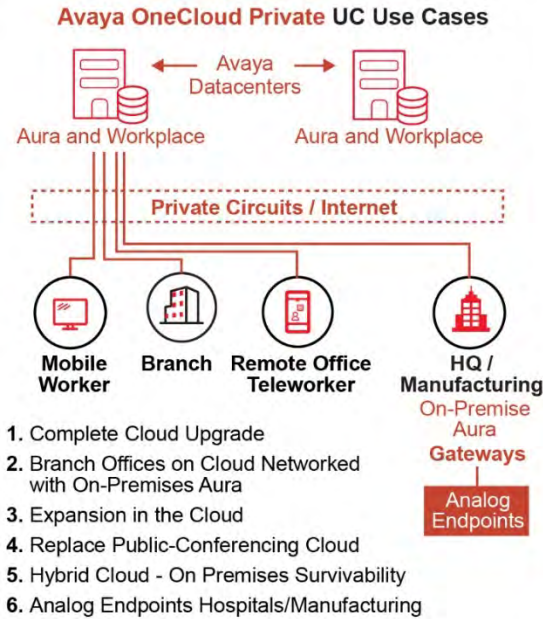 Avaya OneCloud Private UC Use Cases
Avaya
Datacenters
Aura and Workplace
Aura and Workplace
Private Circuits / Internet
Mobile
Worker
Branch
Remote Office
Teleworker
HQ /
Manufacturing
On-Premise
Aura
Gateways
Analog
Endpoints
1. Complete Cloud Upgrade
2. Branch Offices on Cloud Networked
with On-Premises Aura
3. Expansion in the Cloud
4. Replace Public-Conferencing Cloud
5. Hybrid Cloud - On Premises Survivability
6. Analog Endpoints Hospitals/Manufacturing